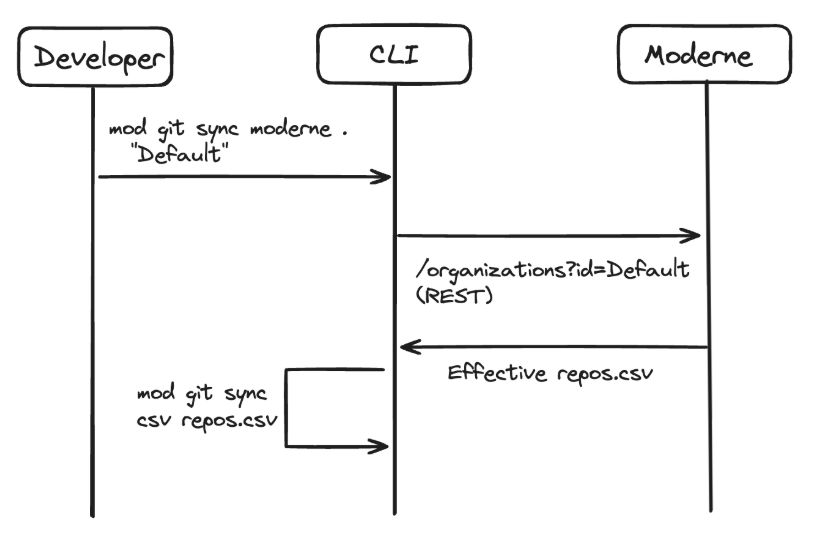 Developer
CLI
Moderne
mod git sync moderne .
"Default"
/organizations?id=Default
(REST)
Effective repos.csv
mod git sync
csv repos.csv